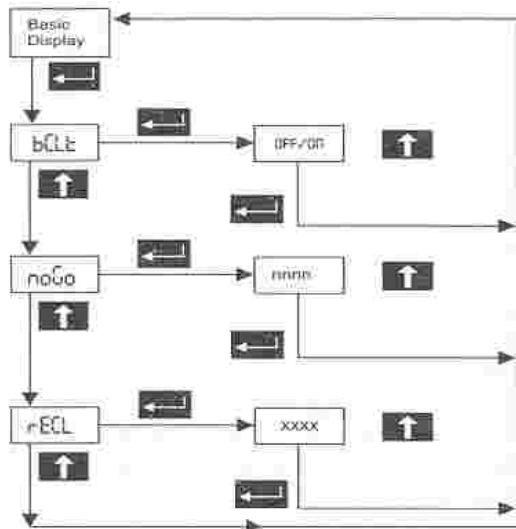 Basic
Display
bCLt
OFF/On
noGo
nnnn
rECL
xxxx